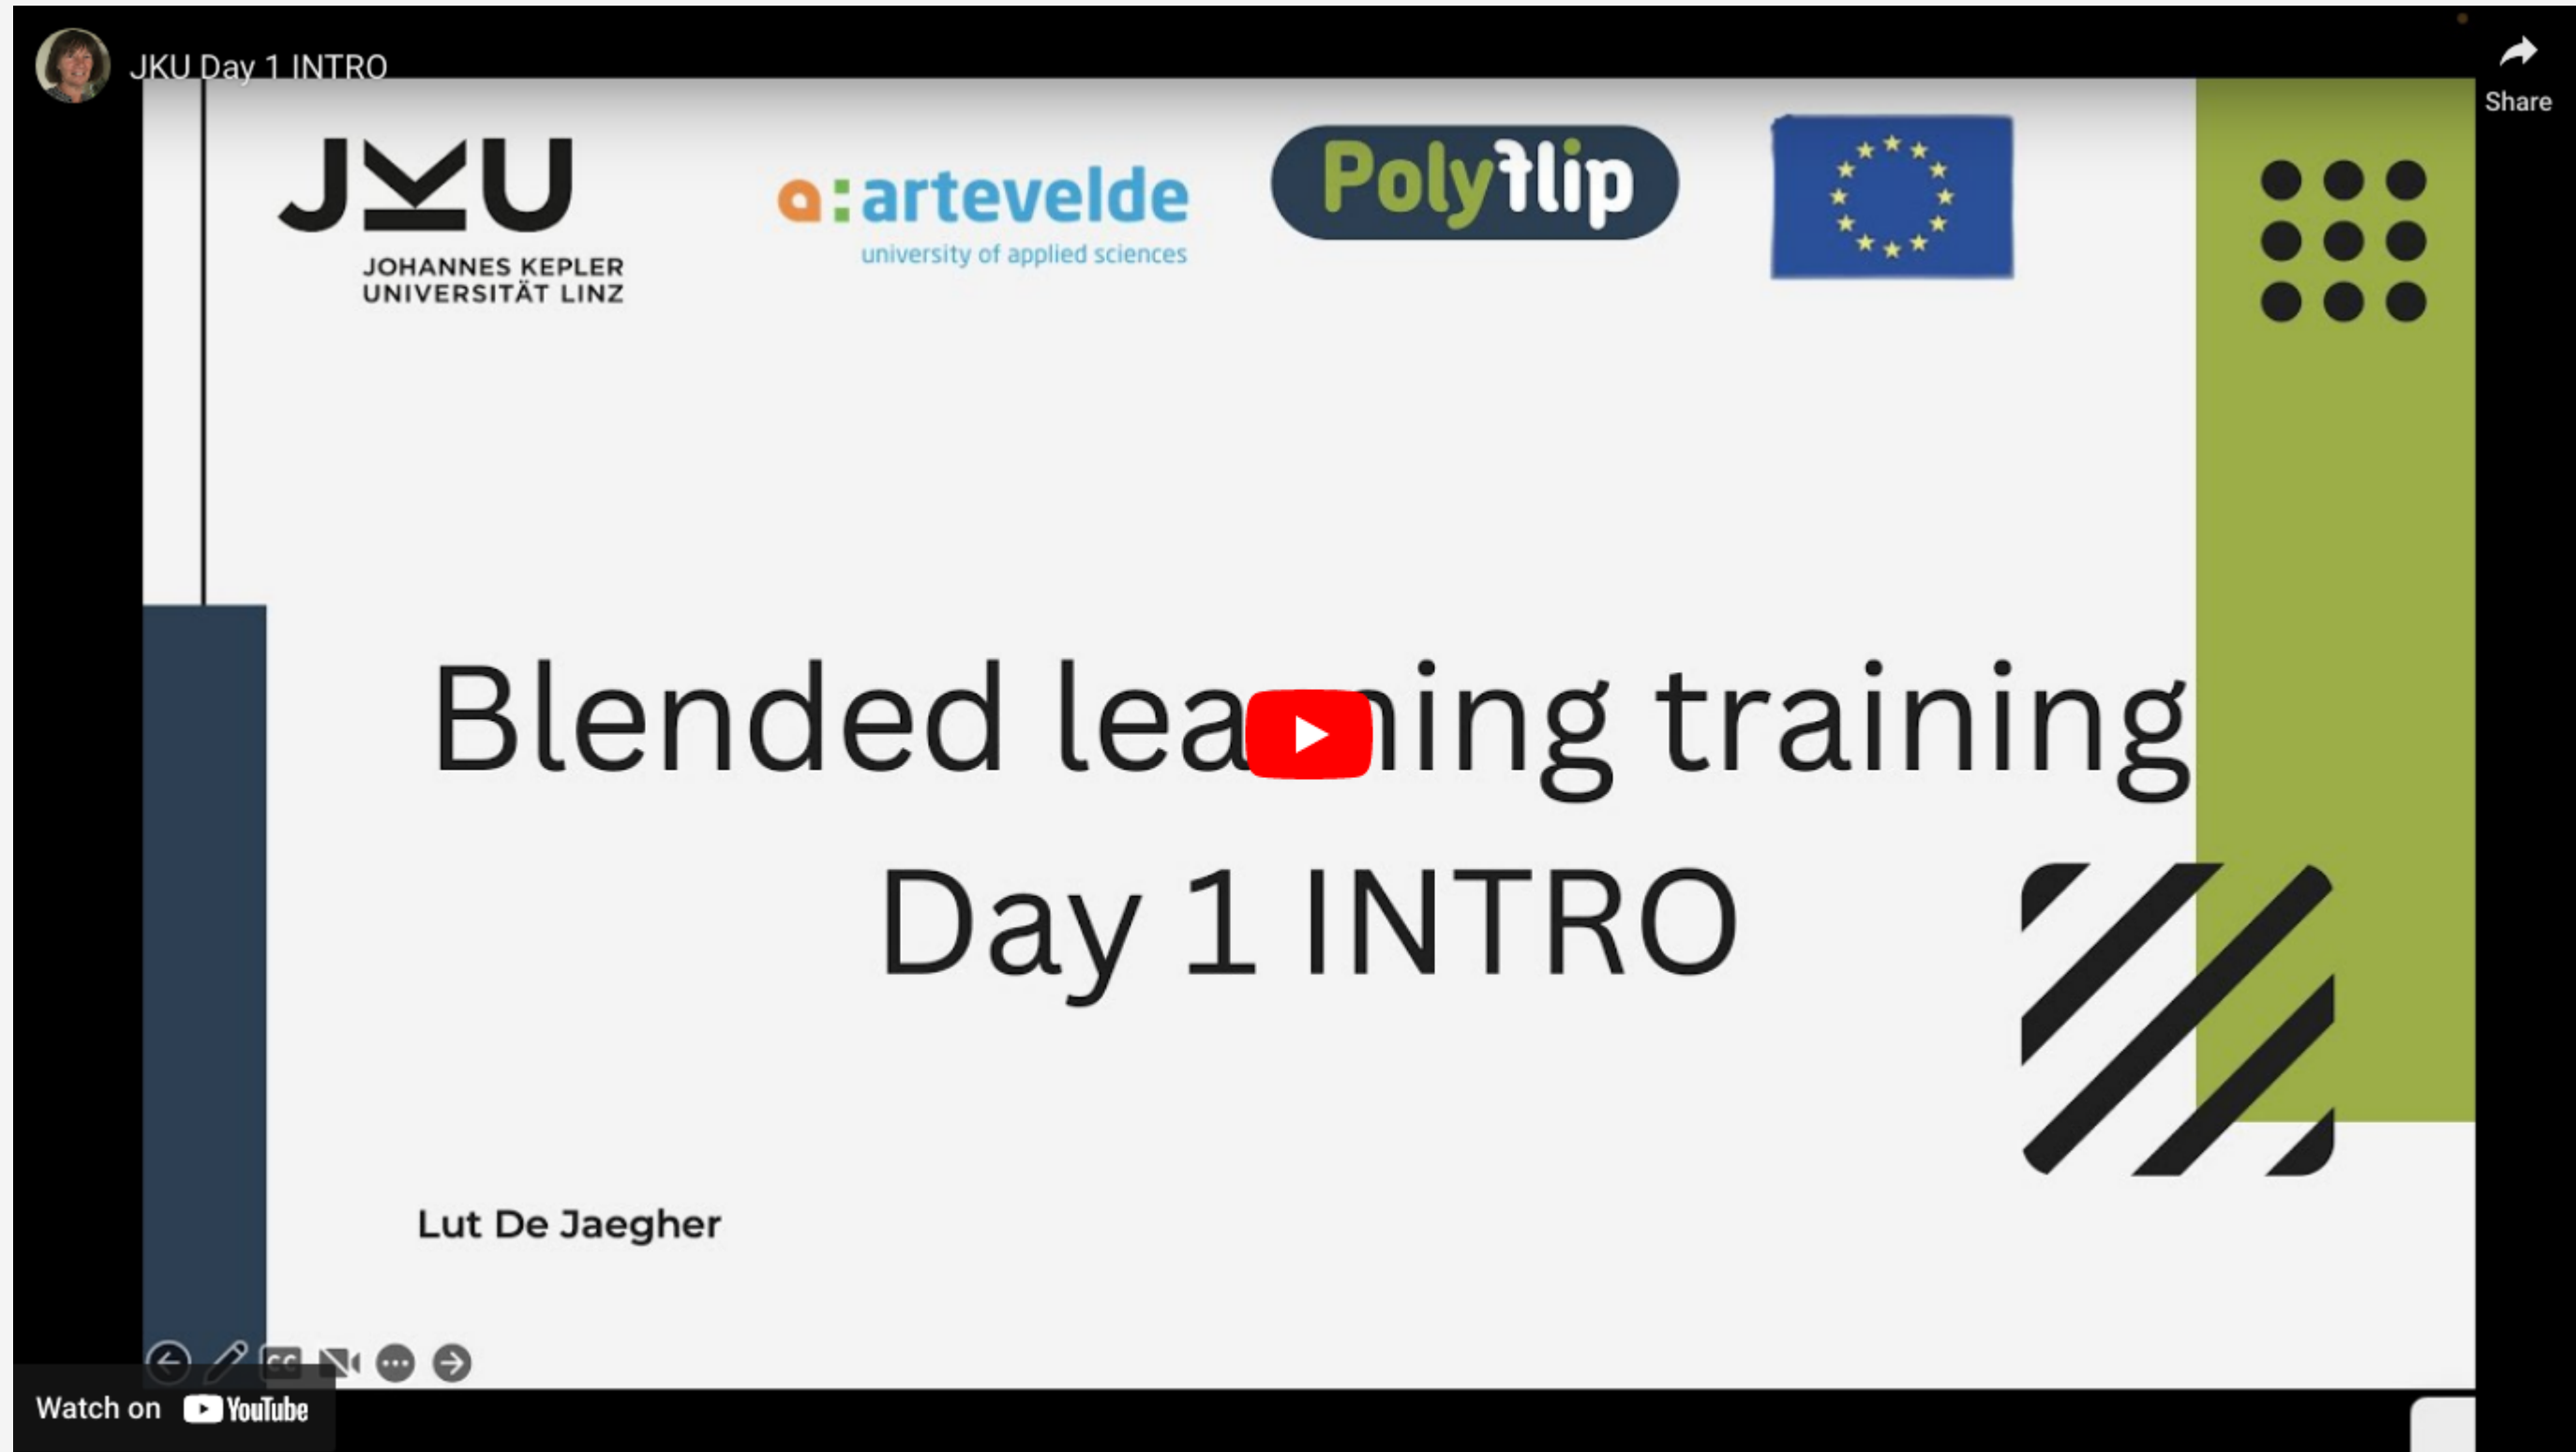 JKU Day 1 INTRO
Share
JKU
JOHANNES KEPLER
UNIVERSITÄT LINZ
a:artevelde
university of applied sciences
Polyflip
Blended learning training
Day 1 INTRO
Lut De Jaegher
CC
Watch on YouTube